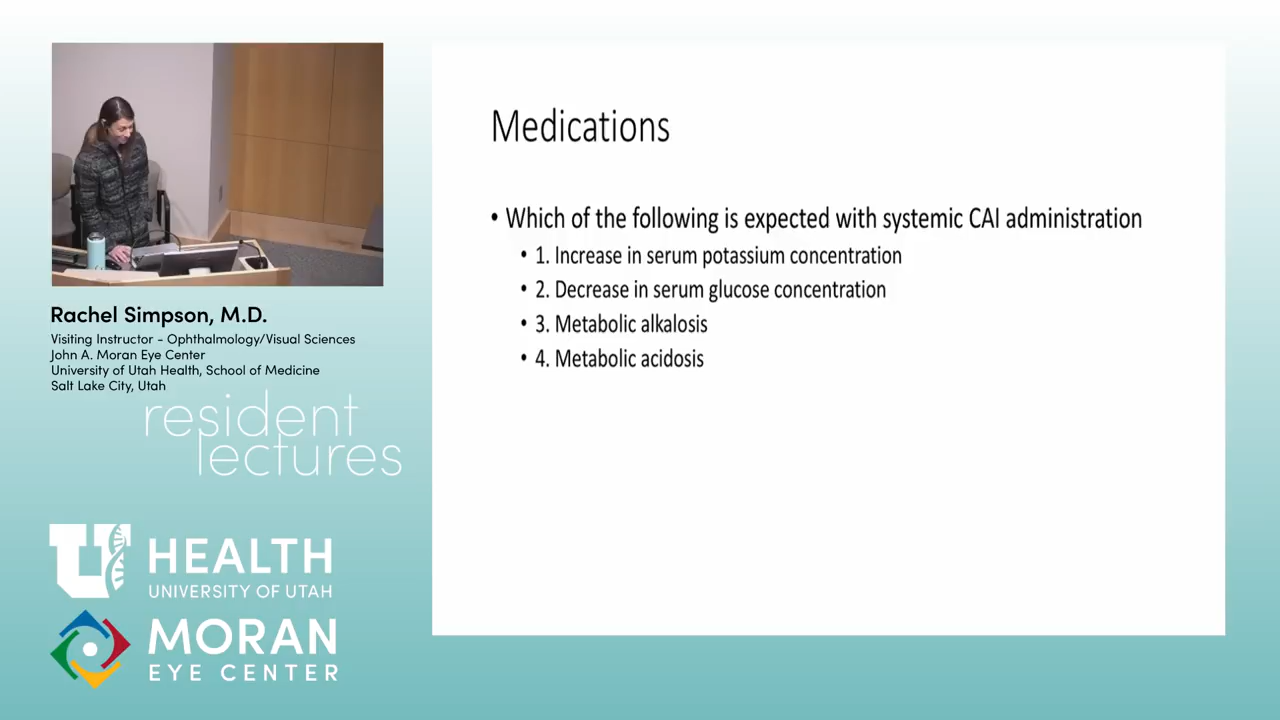 Medications
• Which of the following is expected with systemic CAI administration
• 1. Increase in serum potassium concentration
• 2. Decrease in serum glucose concentration
• 3. Metabolic alkalosis
• 4. Metabolic acidosis
Rachel Simpson, M.D.
Visiting Instructor - Ophthalmology/Visual Sciences
John A. Moran Eye Center
University of Utah Health, School of Medicine
Salt Lake City, Utah
resident
lectures
U HEALTH
UNIVERSITY OF UTAH
MORAN
EYE CENTER